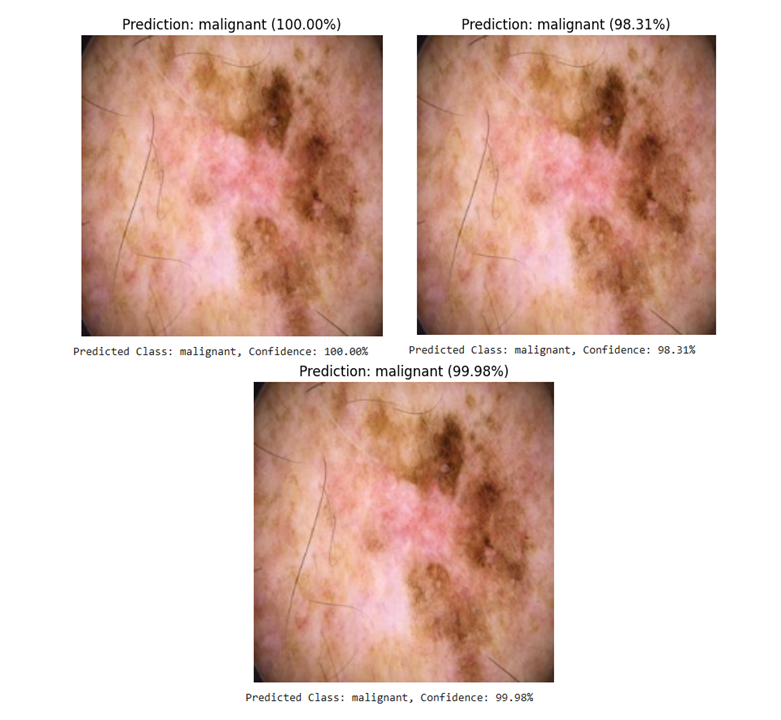 Prediction: malignant (100.00%)
Prediction: malignant (98.31%)
Predicted Class: malignant, Confidence: 100.00%
Predicted Class: malignant, Confidence: 98.31%
Prediction: malignant (99.98%)
Predicted Class: malignant, Confidence: 99.98%